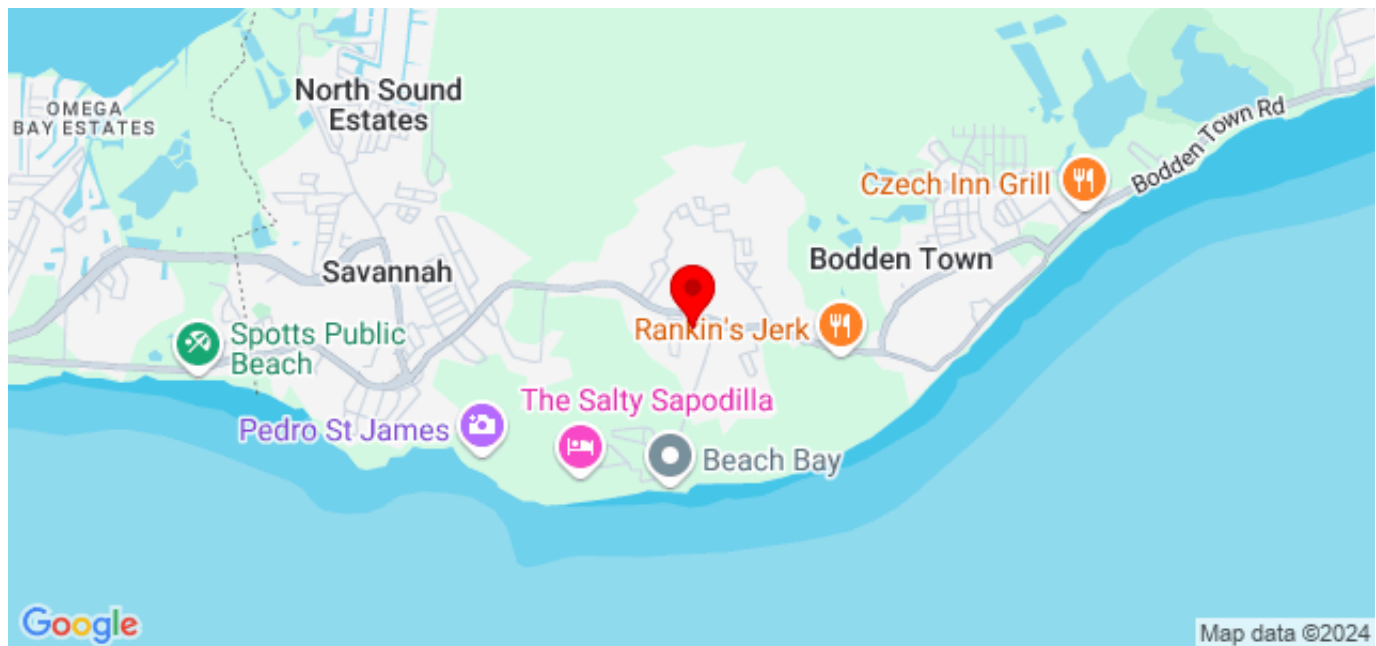 North Sound
Estates
OMEGA
BAY ESTATES
Bodden Town Rd
Czech Inn Grill
Bodden Town
Savannah
Rankin's Jerk
Spotts Public
Beach
The Salty Sapodilla
Pedro St James
Beach Bay
Google
Map data ©2024